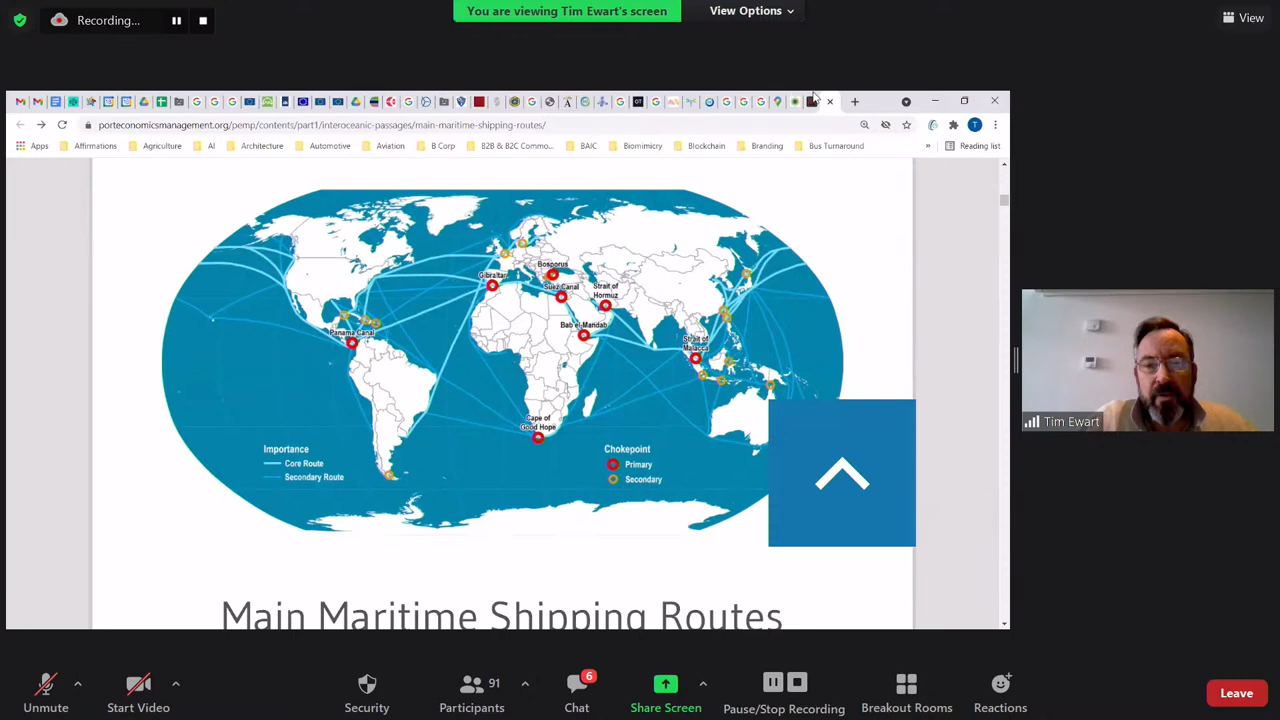 Recording...
You are viewing Tim Ewart's screen
View Options
View
porteconomicsmanagement.org/pemp/contents/part1/interoceanic-passages/main-maritime-shipping-routes/
Apps
Affirmations
Agriculture
AI
Architecture
Automotive
Aviation
B Corp
B2B & B2C Commo...
BAIC
Biomimicry
Blockchain
Branding
Bus Turnaround
»
Reading list
Bosporus
Gibraltar
Suez Canal
Strait of
Hormuz
Bab el-Mandab
Panama Canal
Strait of
Malacca
Cape of
Good Hope
Importance
Core Route
Secondary Route
Chokepoint
Primary
Secondary
Main Maritime Shipping Routes
Tim Ewart
Unmute
Start Video
Security
91
Participants
6
Chat
Share Screen
Pause/Stop Recording
Breakout Rooms
Reactions
Leave